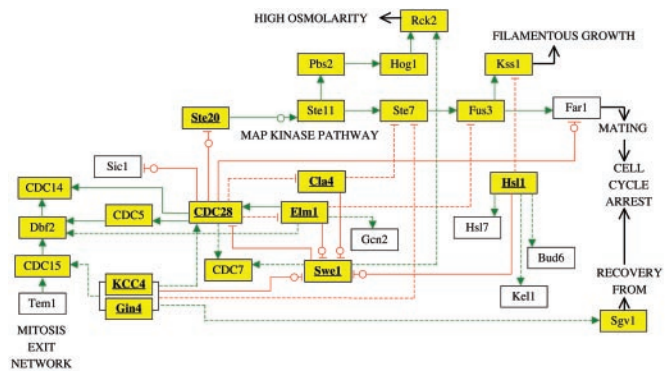 HIGH OSMOLARITY
Rck2
FILAMENTOUS GROWTH
Pbs2
Hog1
Kss1
Ste20
Ste11
Ste7
Fus3
Far1
MAP KINASE PATHWAY
MATING
Sic1
CELL
CYCLE
ARREST
CDC14
Cla4
Hsl1
CDC28
Elm1
CDC5
Dbf2
Hsl7
Gcn2
Bud6
CDC15
CDC7
Swe1
KCC4
Kel1
RECOVERY
FROM
Tem1
Gin4
Sgv1
MITOSIS
EXIT
NETWORK